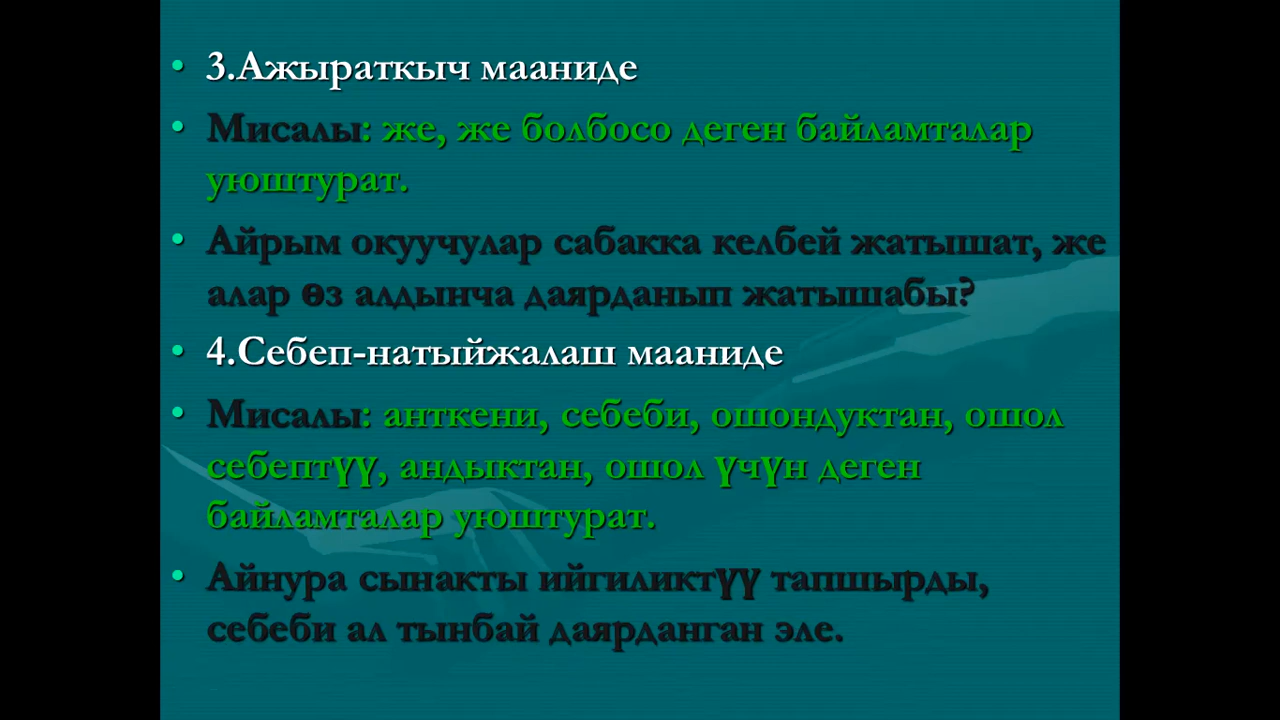 • 3.Ажыраткыч мааниде
• Мисалы: же, же болбосо деген байламталар
уюштурат.
• Айрым окуучулар сабакка келбей жатышат, же
алар өз алдынча даярданып жатышабы?
• 4.Себеп-натыйжалаш мааниде
• Мисалы: анткени, себеби, ошондуктан, ошол
себептүү, андыктан, ошол үчүн деген
байламталар уюштурат.
• Айнура сынакты ийгиликтүү тапшырды,
себеби ал тынбай даярданган эле.